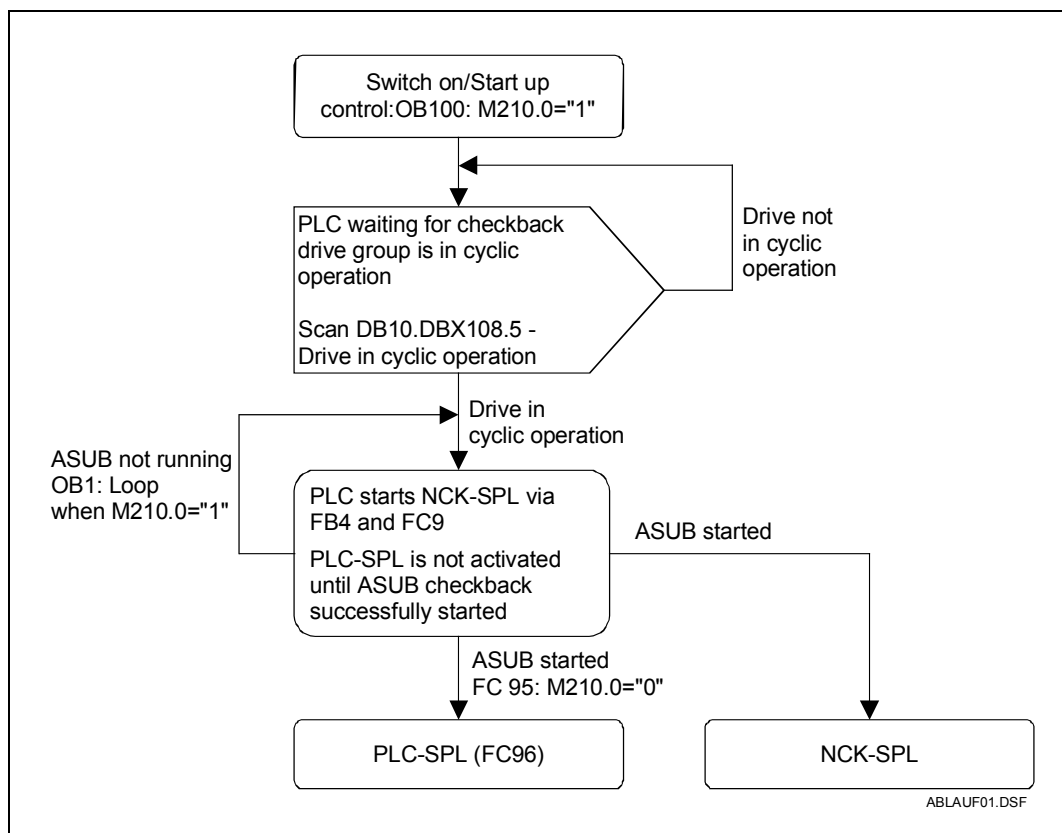 Switch on/Start up
control:OB100: M210.0="1"
PLC waiting for checkback
drive group is in cyclic
operation
Scan DB10.DBX108.5 -
Drive in cyclic operation
Drive not
in cyclic
operation
Drive in
cyclic operation
ASUB not running
OB1: Loop
when M210.0="1"
PLC starts NCK-SPL via
FB4 and FC9
PLC-SPL is not activated
until ASUB checkback
successfully started
ASUB started
ASUB started
FC 95: M210.0="0"
PLC-SPL (FC96)
NCK-SPL
ABLAUF01.DSF